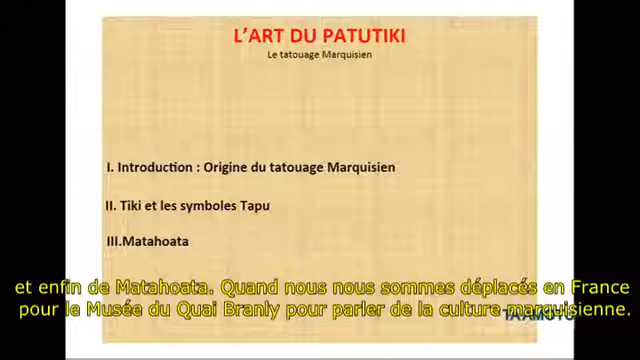 L'ART DU PATUTIKI
Le tatouage Marquisien
I. Introduction : Origine du tatouage Marquisien
II. Tiki et les symboles Tapu
III.Matahoata
et enfin de Matahoata. Quand nous nous sommes déplacés en France
pour le Musée du Quai Branly pour parler de la culture marquisienne.